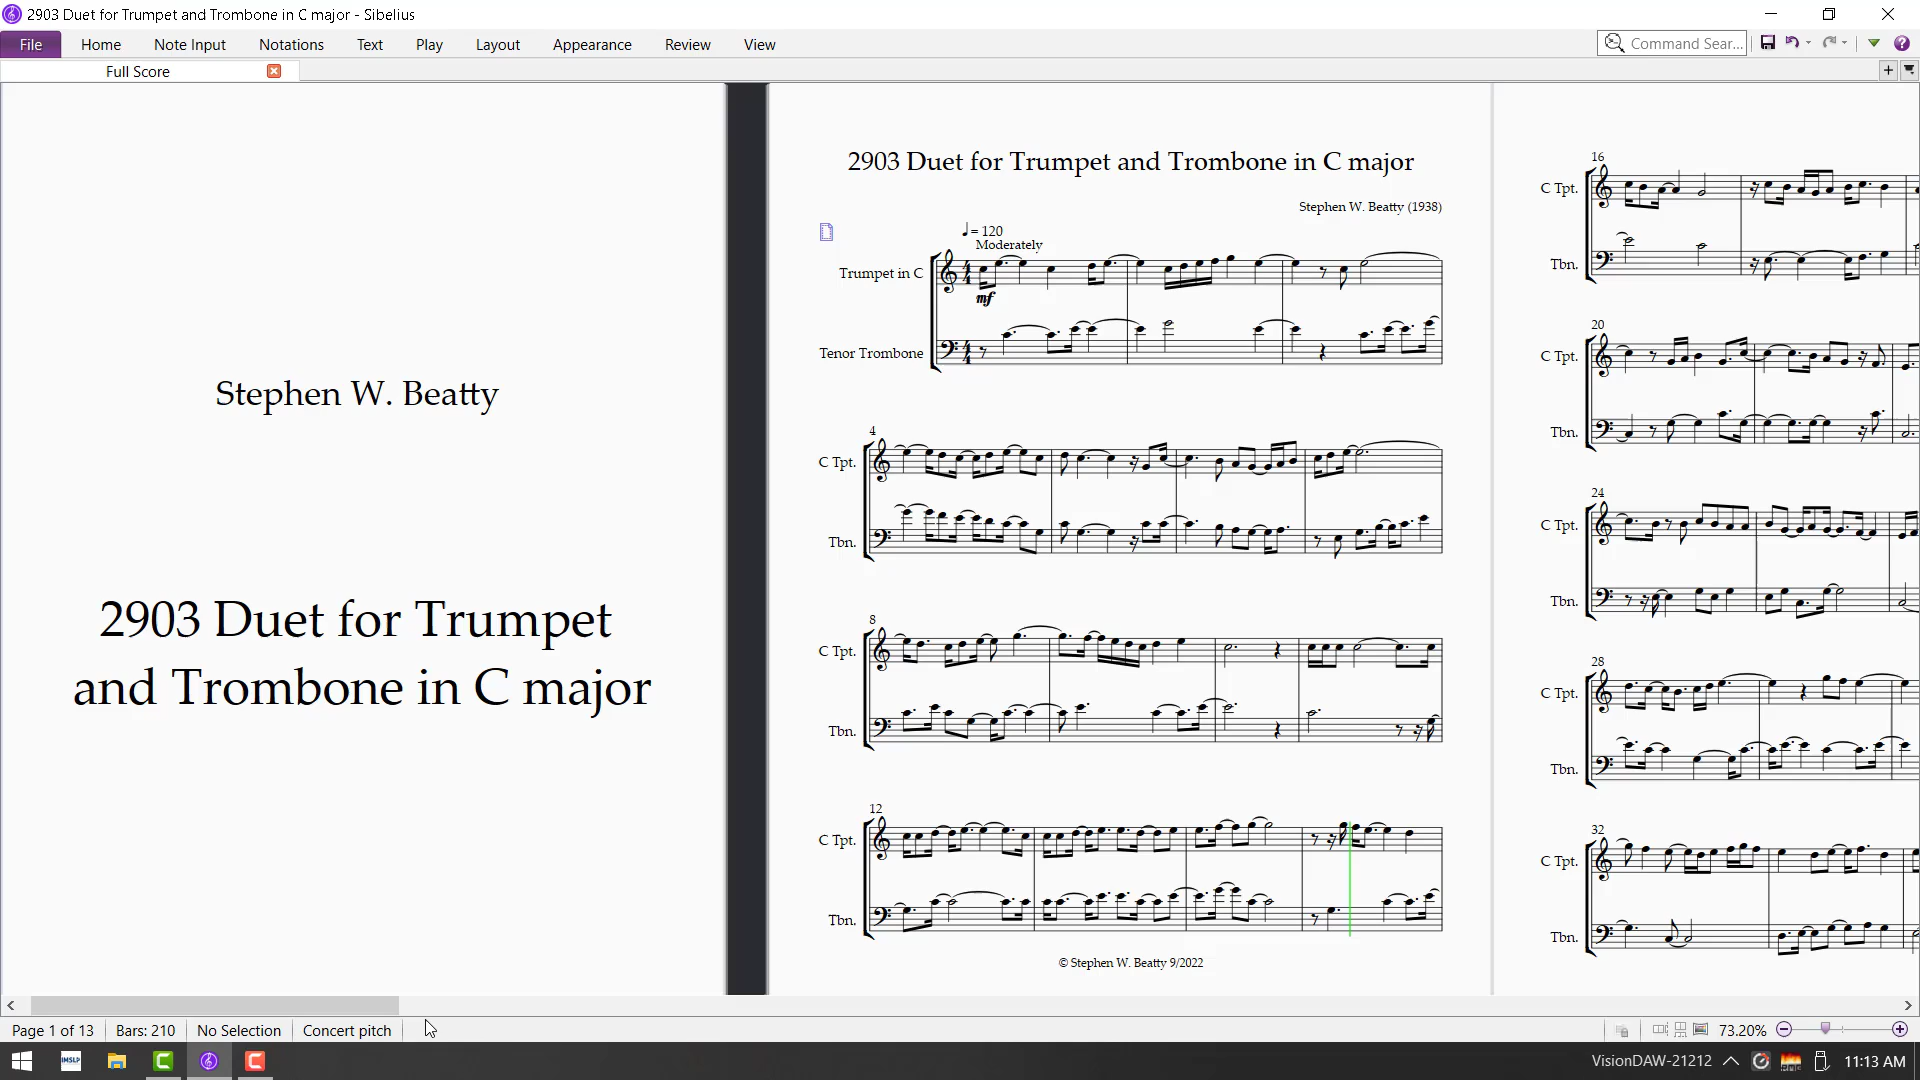 2903 Duet for Trumpet and Trombone in C major - Sibelius
File Home Note Input Notations Text Play Layout Appearance Review View Command Sear...
Full Score
Stephen W. Beatty
2903 Duet for Trumpet
and Trombone in C major
2903 Duet for Trumpet and Trombone in C major
Stephen W. Beatty (1938)
♩ = 120
Moderately
Trumpet in C
mf
Tenor Trombone
4
C Tpt.
Tbn.
8
C Tpt.
Tbn.
12
C Tpt.
Tbn.
© Stephen W. Beatty 9/2022
16
C Tpt.
Tbn.
20
C Tpt.
Tbn.
24
C Tpt.
Tbn.
28
C Tpt.
Tbn.
32
C Tpt.
Tbn.
Page 1 of 13 Bars: 210 No Selection Concert pitch 73.20%
IMSLP VisionDAW-21212 11:13 AM